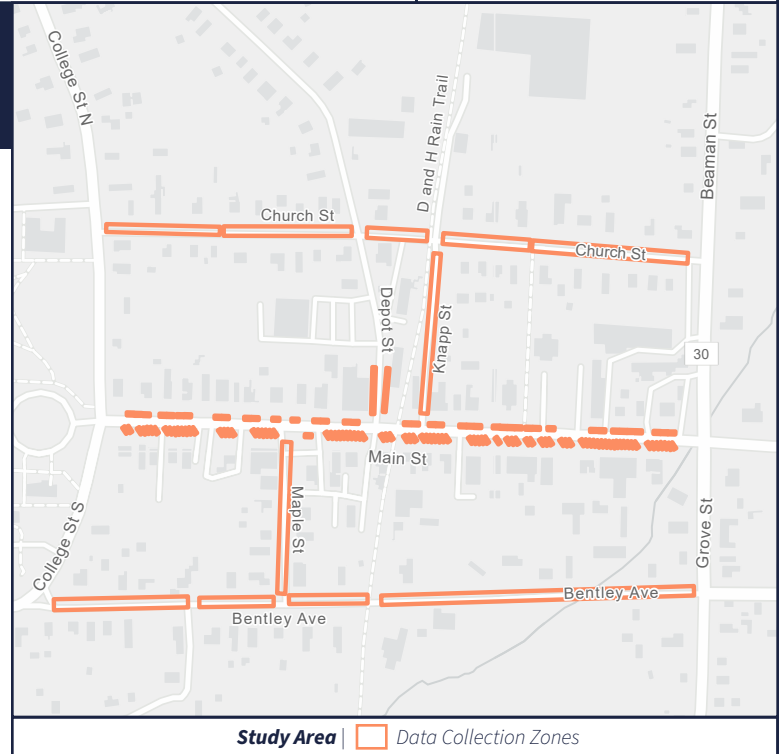 College St N
D and H Rain Trail
Beaman St
Church St
Church St
Depot St
Knapp St
30
Main St
Maple St
College St S
Grove St
Bentley Ave
Bentley Ave
Study Area | Data Collection Zones